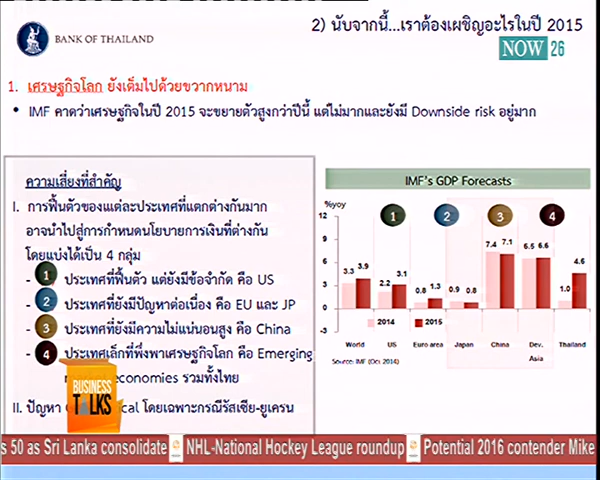 BANK OF THAILAND
2) นับจากนี้...เราต้องเผชิญอะไรในปี 2015
NOW 26
1. เศรษฐกิจโลก ยังเต็มไปด้วยขวากหนาม
• IMF คาดว่าเศรษฐกิจในปี 2015 จะขยายตัวสูงกว่าปีนี้ แต่ไม่มากและยังมี Downside risk อยู่มาก
ความเสี่ยงที่สำคัญ
I. การฟื้นตัวของแต่ละประเทศที่แตกต่างกันมาก
อาจนำไปสู่การกำหนดนโยบายการเงินที่ต่างกัน
โดยแบ่งได้เป็น 4 กลุ่ม
- 1 ประเทศที่ฟื้นตัว แต่ยังมีข้อจำกัด คือ US
- 2 ประเทศที่ยังมีปัญหาต่อเนื่อง คือ EU และ JP
- 3 ประเทศที่ยังมีความไม่แน่นอนสูง คือ China
- 4 ประเทศเล็กที่พึ่งพาเศรษฐกิจโลก คือ Emerging
economies รวมทั้งไทย
II. ปัญหา โดยเฉพาะกรณีรัสเซีย-ยูเครน
BUSINESS
TALKS
IMF's GDP Forecasts
%yoy
1 2 3 4
12
9
6
3
0
-3
3.3 3.9 2.2 3.1 0.8 1.3 0.9 0.8 7.4 7.1 6.5 6.6 1.0 4.6
2014 2015
World US Euro area Japan China Dev. Thailand
Asia
Source: IMF (Oct 2014)
s 50 as Sri Lanka consolidate NHL-National Hockey League roundup Potential 2016 contender Mike